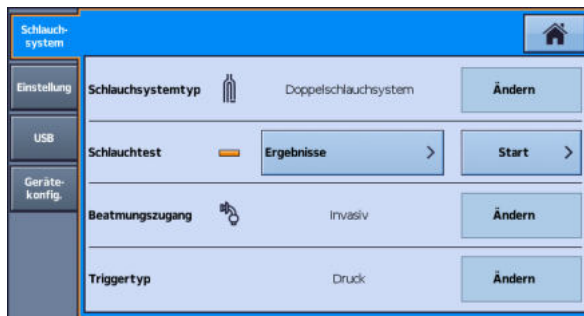 Schlauch-
system
Einstellung
USB
Geräte-
konfig.
Schlauchsystemtyp Doppelschlauchsystem Ändern
Schlauchtest Ergebnisse > Start >
Beatmungszugang Invasiv Ändern
Triggertyp Druck Ändern